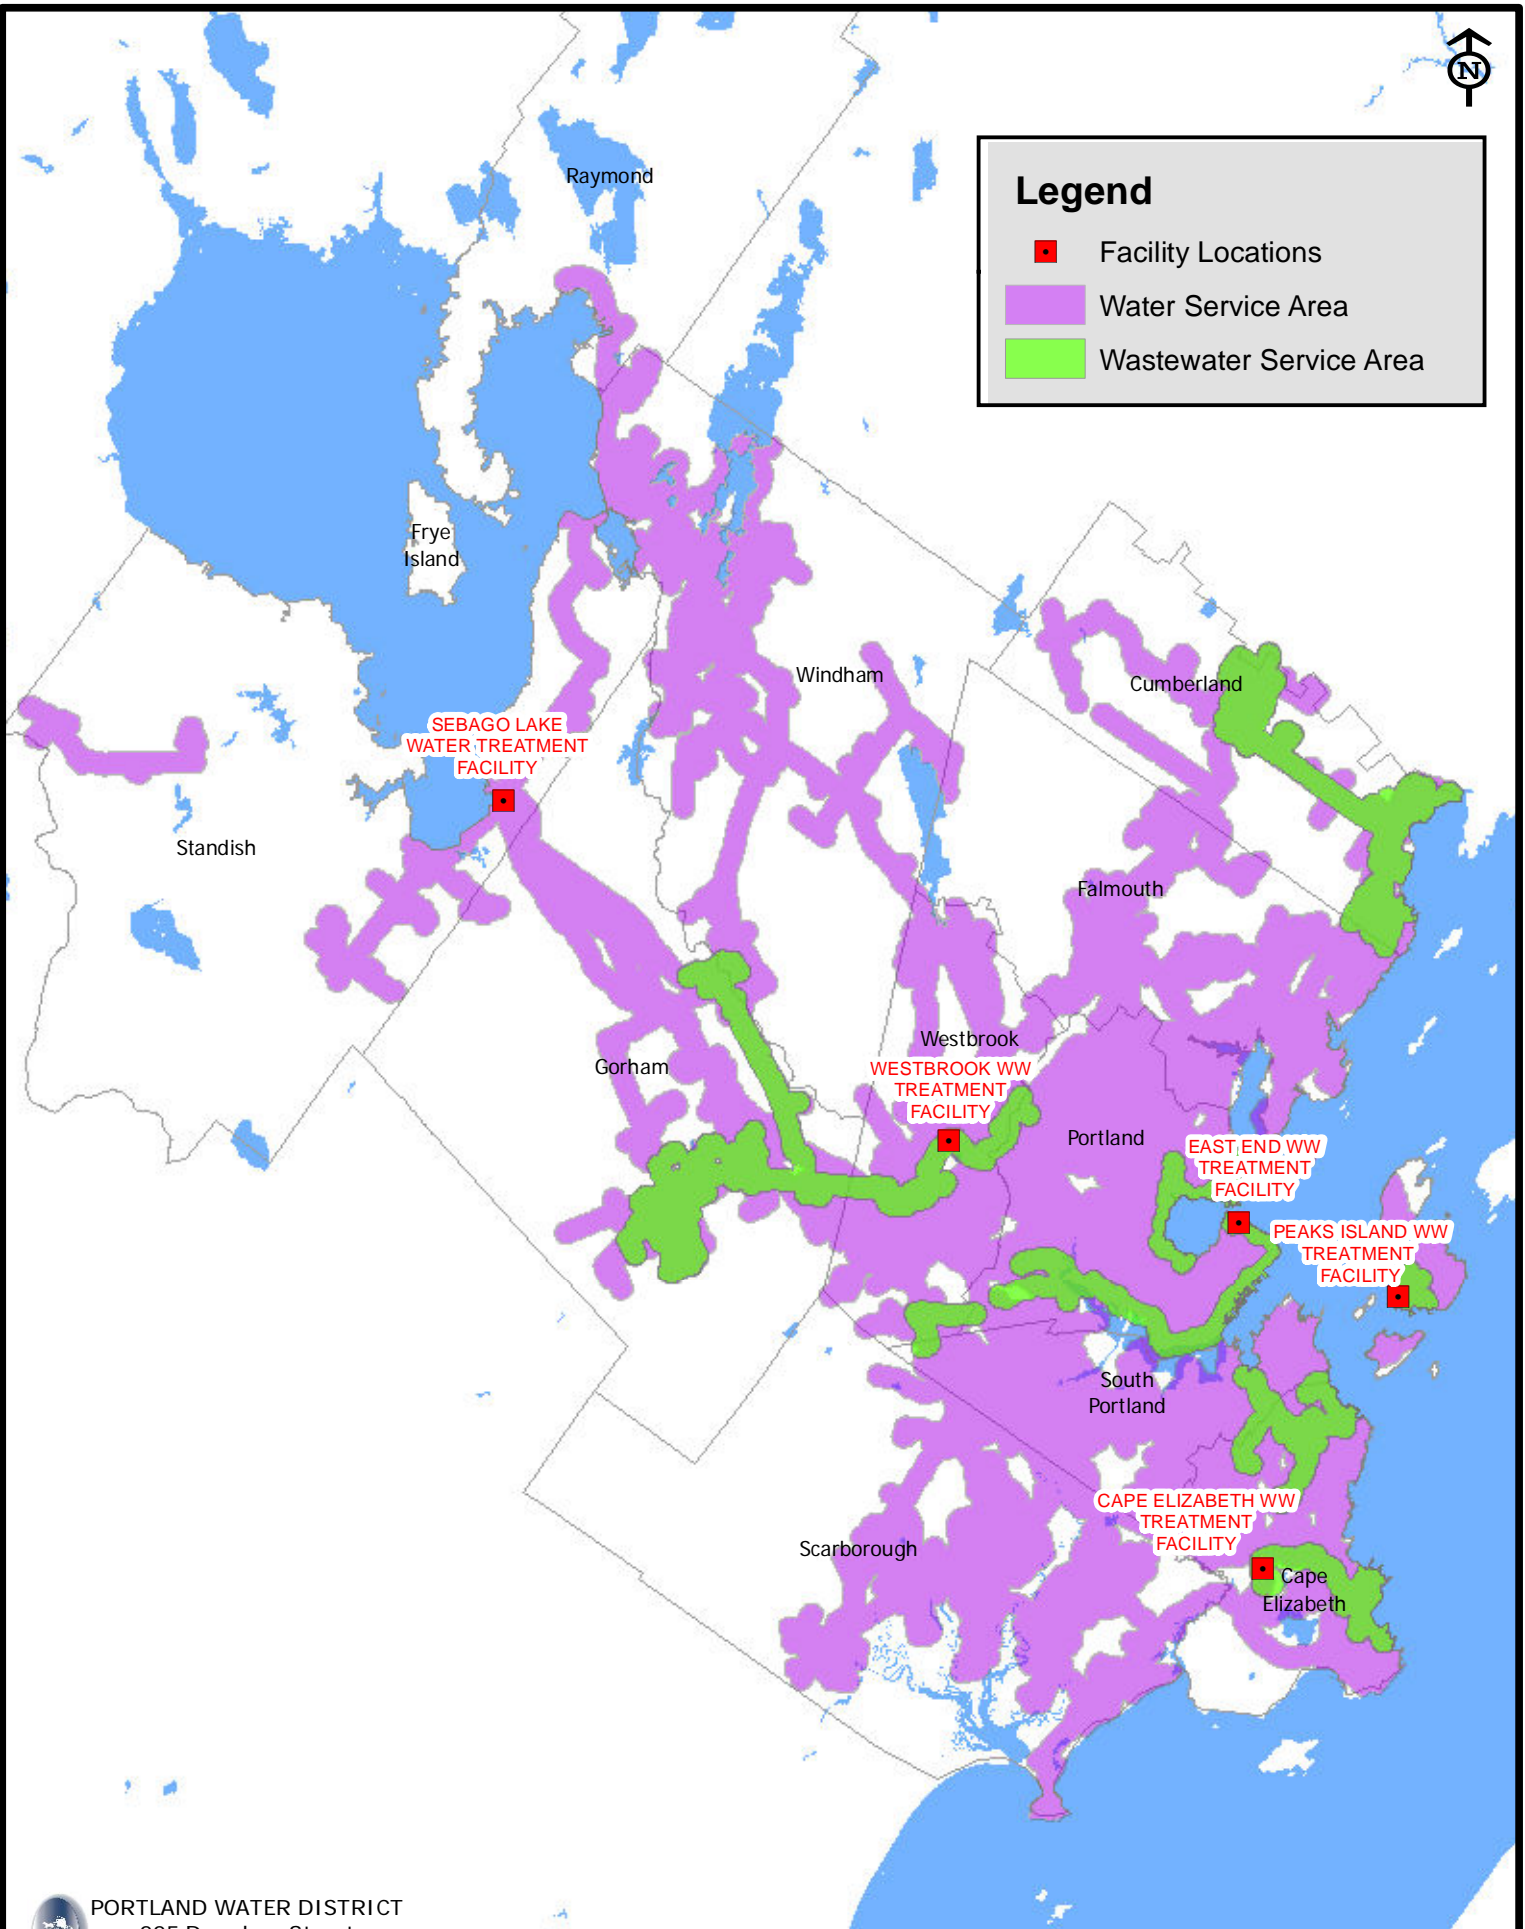 N
Legend
Facility Locations
Water Service Area
Wastewater Service Area
Raymond
Frye
Island
Windham
Cumberland
SEBAGO LAKE
WATER TREATMENT
FACILITY
Standish
Falmouth
Westbrook
Gorham
WESTBROOK WW
TREATMENT
FACILITY
Portland
EAST END WW
TREATMENT
FACILITY
PEAKS ISLAND WW
TREATMENT
FACILITY
South
Portland
CAPE ELIZABETH WW
TREATMENT
FACILITY
Scarborough
Cape
Elizabeth
PORTLAND WATER DISTRICT